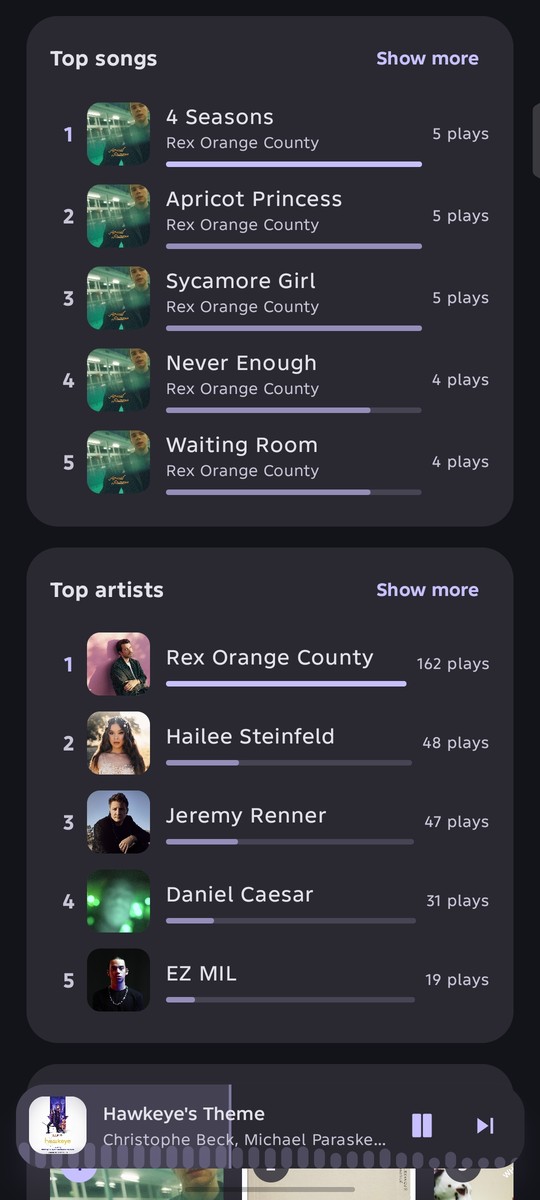 Top songs
Show more
1
4 Seasons
Rex Orange County
5 plays
2
Apricot Princess
Rex Orange County
5 plays
3
Sycamore Girl
Rex Orange County
5 plays
4
Never Enough
Rex Orange County
4 plays
5
Waiting Room
Rex Orange County
4 plays
Top artists
Show more
1
Rex Orange County
162 plays
2
Hailee Steinfeld
48 plays
3
Jeremy Renner
47 plays
4
Daniel Caesar
31 plays
5
EZ MIL
19 plays
Hawkeye's Theme
Christophe Beck, Michael Paraske...
hawkeye